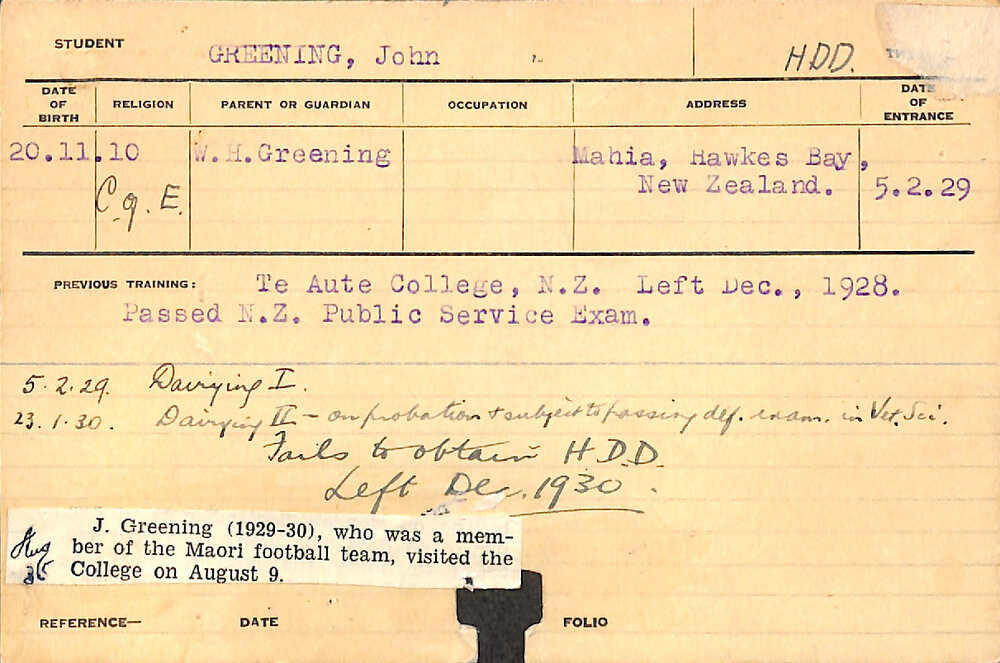 STUDENT GREENING, John HDD.
DATE OF BIRTH RELIGION PARENT OR GUARDIAN OCCUPATION ADDRESS DATE OF ENTRANCE
20.11.10 W.H.Greening Mahia, Hawkes Bay,
C of E. New Zealand. 5.2.29
PREVIOUS TRAINING: Te Aute College, N.Z. Left Dec., 1928.
Passed N.Z. Public Service Exam.
5.2.29. Dairying I.
23.1.30. Dairying II - on probation + subject to passing def. exam. in Vet. Sci.
Fails to obtain H.D.D.
Left Dec. 1930.
J. Greening (1929-30), who was a mem-
ber of the Maori football team, visited the
College on August 9.
Aug
REFERENCE— DATE FOLIO